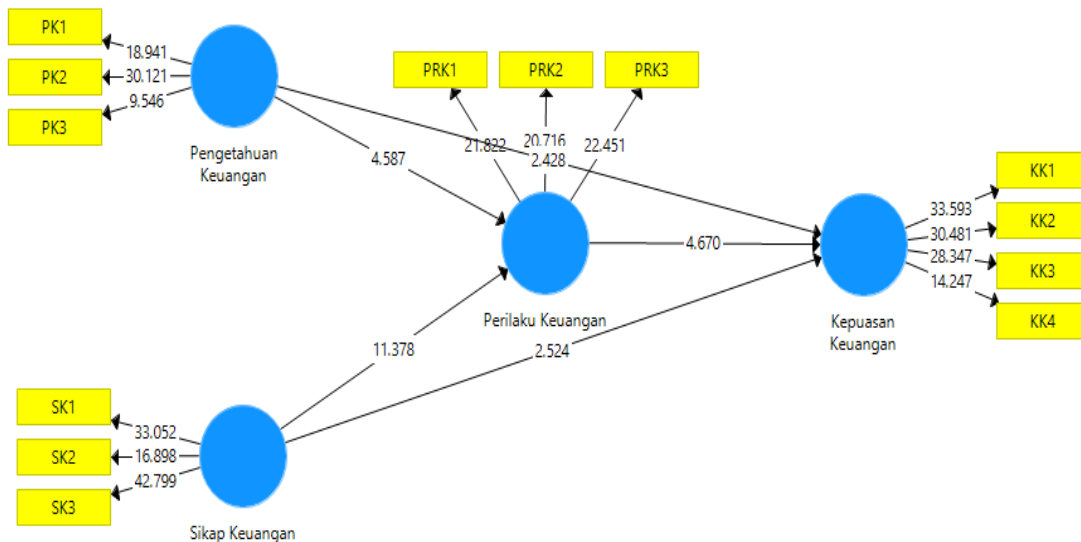 PK1
18.941
PK2
30.121
9.546
PK3
Pengetahuan
Keuangan
PRK1
PRK2
PRK3
21.822
20.716
22.451
2.428
4.587
4.670
Perilaku Keuangan
KK1
33.593
KK2
30.481
28.347
KK3
14.247
KK4
Kepuasan
Keuangan
11.378
2.524
SK1
33.052
SK2
16.898
42.799
SK3
Sikap Keuangan